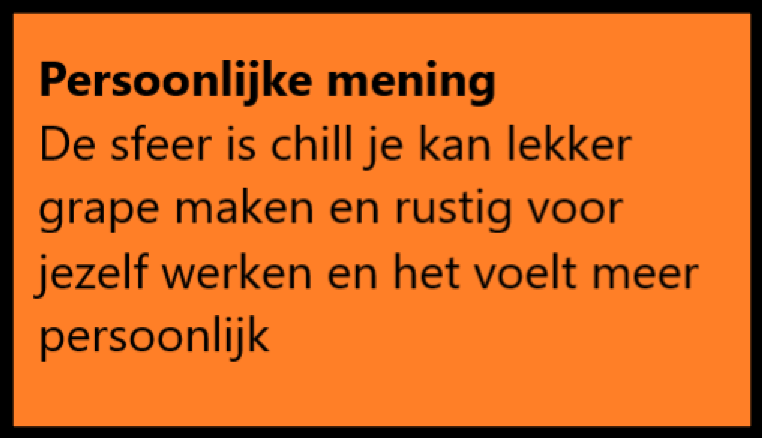 Persoonlijke mening
De sfeer is chill je kan lekker
grape maken en rustig voor
jezelf werken en het voelt meer
persoonlijk